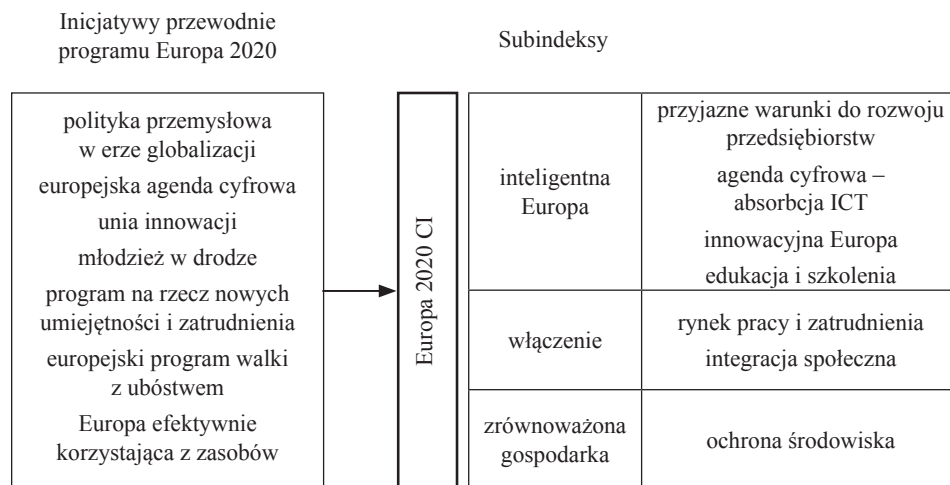 Inicjatywy przewodnie
programu Europa 2020
Subindeksy
polityka przemysłowa
w erze globalizacji
europejska agenda cyfrowa
unia innowacji
młodzież w drodze
program na rzecz nowych
umiejętności i zatrudnienia
europejski program walki
z ubóstwem
Europa efektywnie
korzystająca z zasobów
Europa 2020 CI
inteligentna
Europa
przyjazne warunki do rozwoju
przedsiębiorstw
agenda cyfrowa –
absorbcja ICT
innowacyjna Europa
edukacja i szkolenia
włączenie
rynek pracy i zatrudnienia
integracja społeczna
zrównoważona
gospodarka
ochrona środowiska